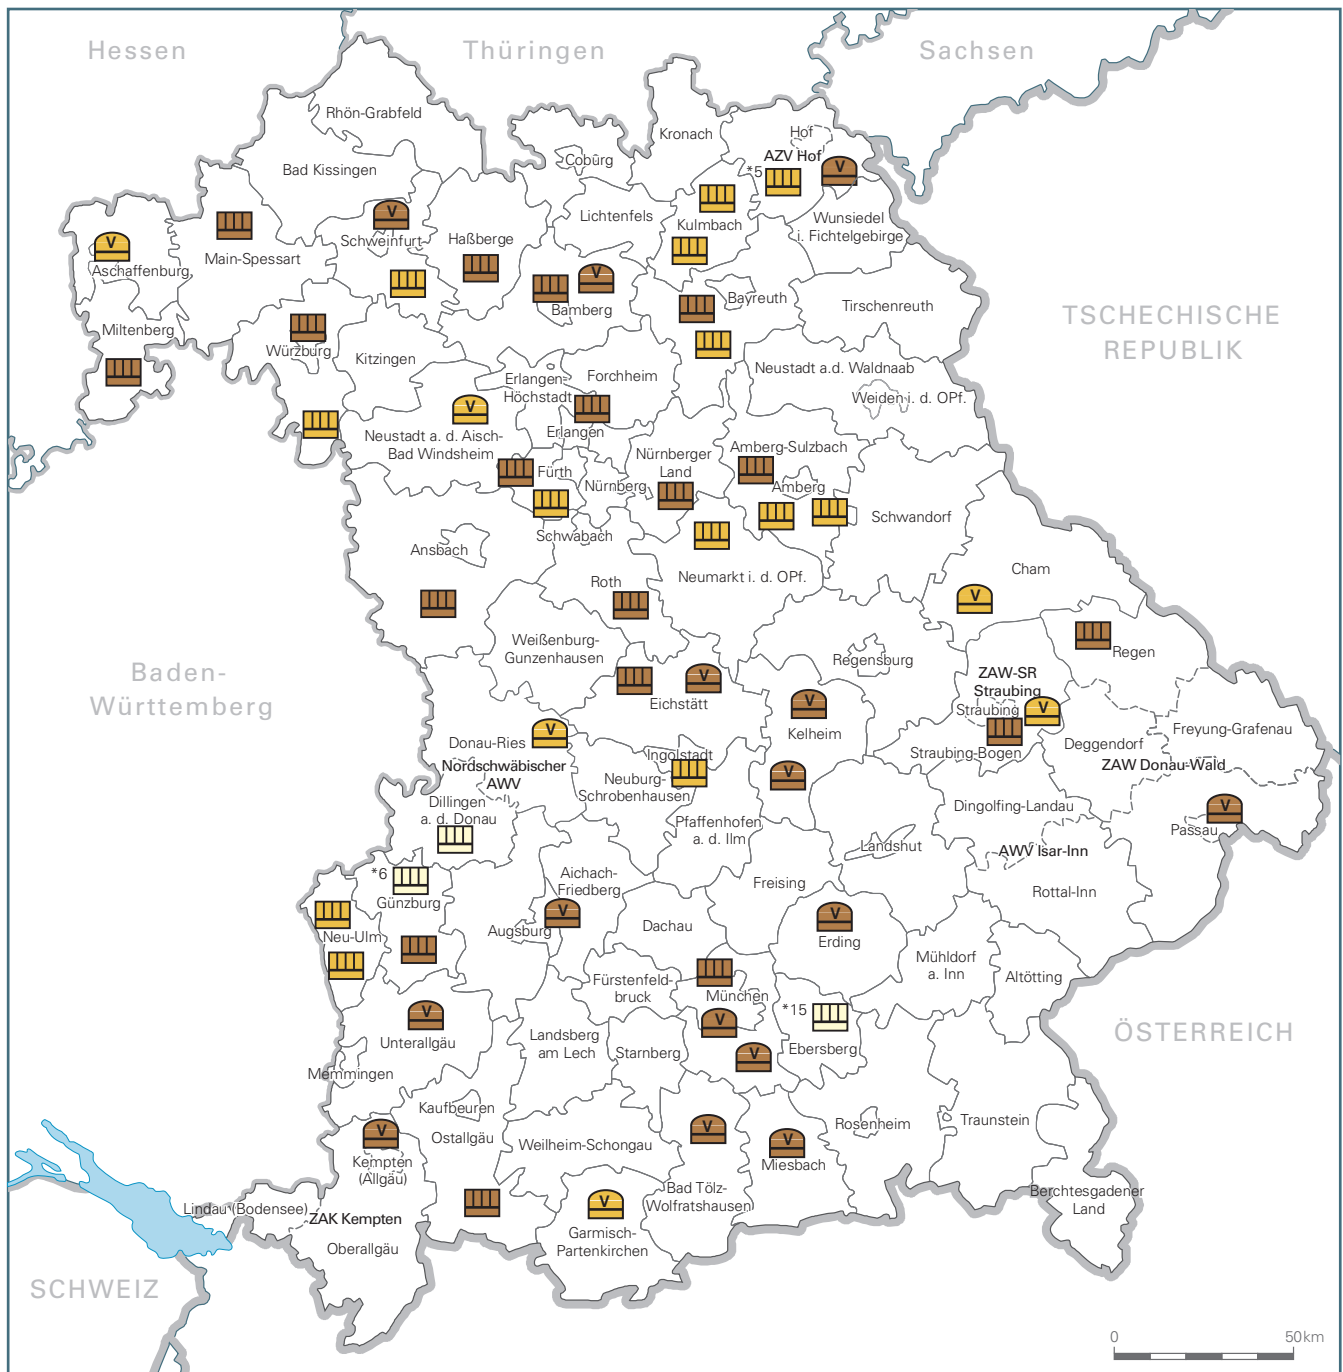 Hessen
Thüringen
Sachsen
Rhön-Grabfeld
Kronach
Hof
AZV Hof
*5
V
Coburg
Bad Kissingen
Lichtenfels
Kulmbach
Wunsiedel
i. Fichtelgebirge
V
Schweinfurt
Haßberge
V
Aschaffenburg
Main-Spessart
V
Bamberg
Bayreuth
Tirschenreuth
TSCHECHISCHE
REPUBLIK
Miltenberg
Würzburg
Kitzingen
Erlangen-
Höchstadt
Forchheim
Neustadt a.d. Waldnaab
Weiden i. d. OPf.
V
Neustadt a. d. Aisch-
Bad Windsheim
Erlangen
Fürth
Nürnberg
Nürnberger
Land
Amberg-Sulzbach
Amberg
Schwandorf
Schwabach
Ansbach
Neumarkt i. d. OPf.
Cham
V
Roth
Weißenburg-
Gunzenhausen
Regensburg
Regen
Baden-
Württemberg
V
Eichstätt
V
Kelheim
ZAW-SR
Straubing
Straubing
V
Straubing-Bogen
Deggendorf
Freyung-Grafenau
ZAW Donau-Wald
V
Donau-Ries
Nordschwäbischer
AWV
Ingolstadt
Neuburg-
Schrobenhausen
V
Dillingen
a. d. Donau
Pfaffenhofen
a. d. Ilm
Dingolfing-Landau
V
Passau
Landshut
AWV Isar-Inn
*6
Günzburg
Aichach-
Friedberg
Freising
Rottal-Inn
Neu-Ulm
Augsburg
V
Dachau
V
Erding
Mühldorf
a. Inn
Altötting
Fürstenfeld-
bruck
München
V
V
*15
Ebersberg
ÖSTERREICH
V
Unterallgäu
Landsberg
am Lech
Starnberg
Memmingen
Kaufbeuren
Ostallgäu
Weilheim-Schongau
V
V
Miesbach
Rosenheim
Traunstein
V
Kempten
(Allgäu)
Lindau (Bodensee)
ZAK Kempten
Oberallgäu
V
Garmisch-
Partenkirchen
Bad Tölz-
Wolfratshausen
Berchtesgadener
Land
SCHWEIZ
0
50 km